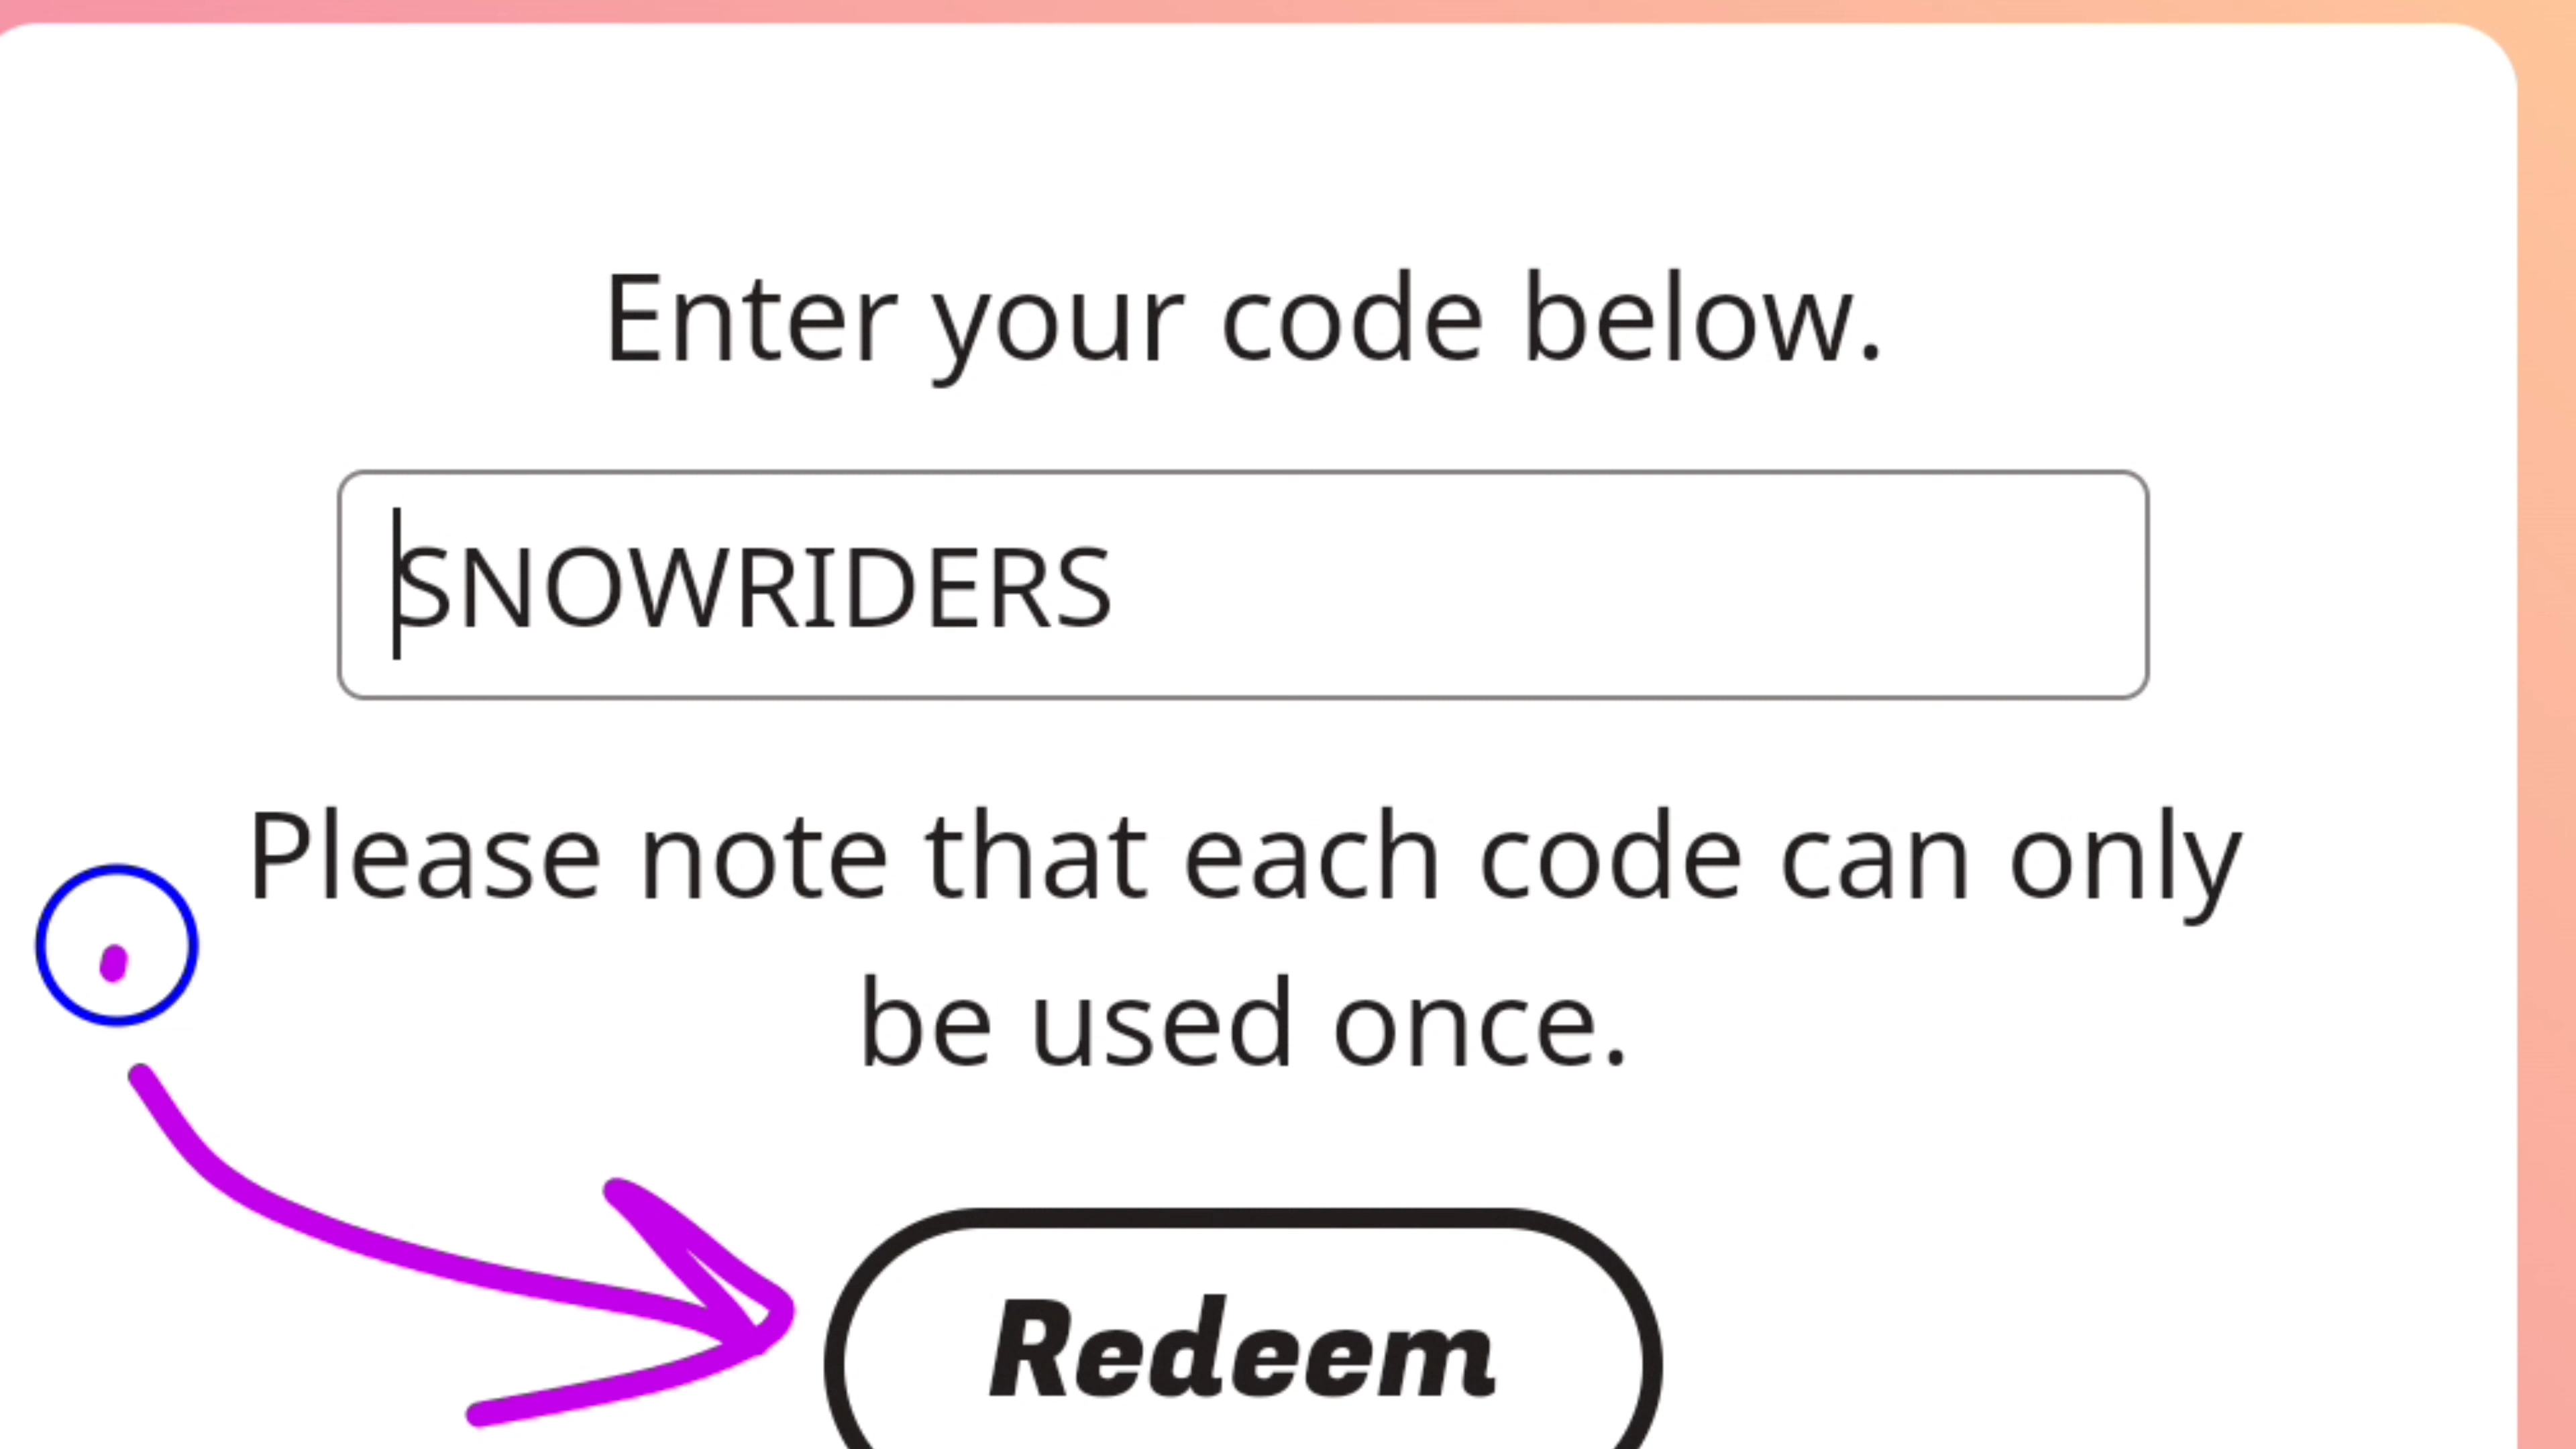 Enter your code below.
SNOWRIDERS
Please note that each code can only
be used once.
Redeem